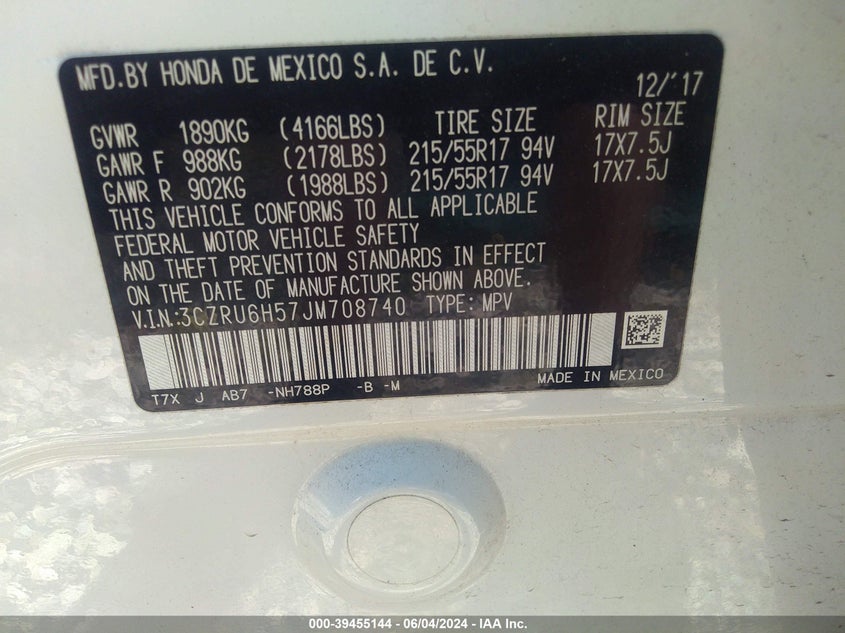 MFD.BY HONDA DE MEXICO S.A. DE C.V.
12/'17
GVWR 1890KG (4166LBS) TIRE SIZE RIM SIZE
GAWR F 988KG (2178LBS) 215/55R17 94V 17X7.5J
GAWR R 902KG (1988LBS) 215/55R17 94V 17X7.5J
THIS VEHICLE CONFORMS TO ALL APPLICABLE
FEDERAL MOTOR VEHICLE SAFETY
AND THEFT PREVENTION STANDARDS IN EFFECT
ON THE DATE OF MANUFACTURE SHOWN ABOVE.
V.I.N:3CZRU6H57JM708740 TYPE: MPV
T7X J AB7 -NH788P -B -M MADE IN MEXICO
000-39455144 - 06/04/2024 - IAA Inc.